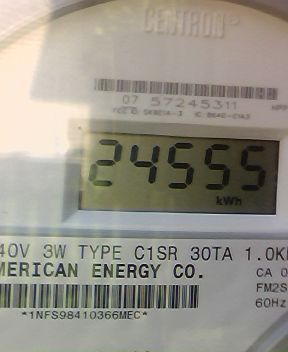 CENTRON®
07 57245311
24555
kWh
40V 3W TYPE C1SR 30TA 1.0K
MERICAN ENERGY CO.
CA 0
FM2S
60Hz
*1NFS98410366MEC*